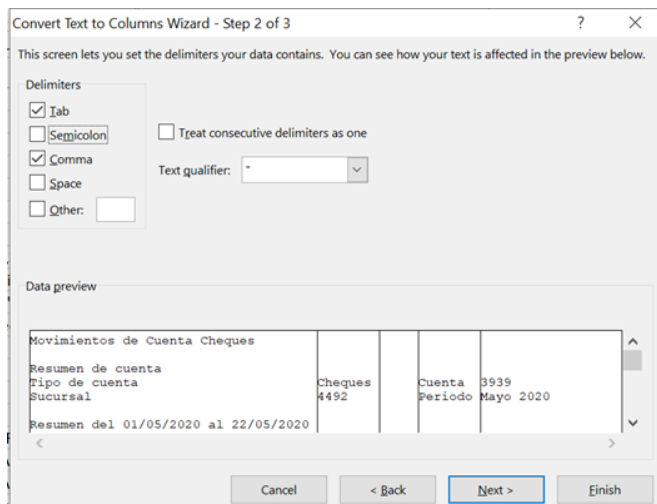 Convert Text to Columns Wizard - Step 2 of 3 ? ×
This screen lets you set the delimiters your data contains. You can see how your text is affected in the preview below.
Delimiters
Tab
Semicolon
Comma
Space
Other:
Treat consecutive delimiters as one
Text qualifier: "
Data preview
Movimientos de Cuenta Cheques
Resumen de cuenta
Tipo de cuenta Cheques Cuenta 3939
Sucursal 4492 Periodo Mayo 2020
Resumen del 01/05/2020 al 22/05/2020
Cancel < Back Next > Finish